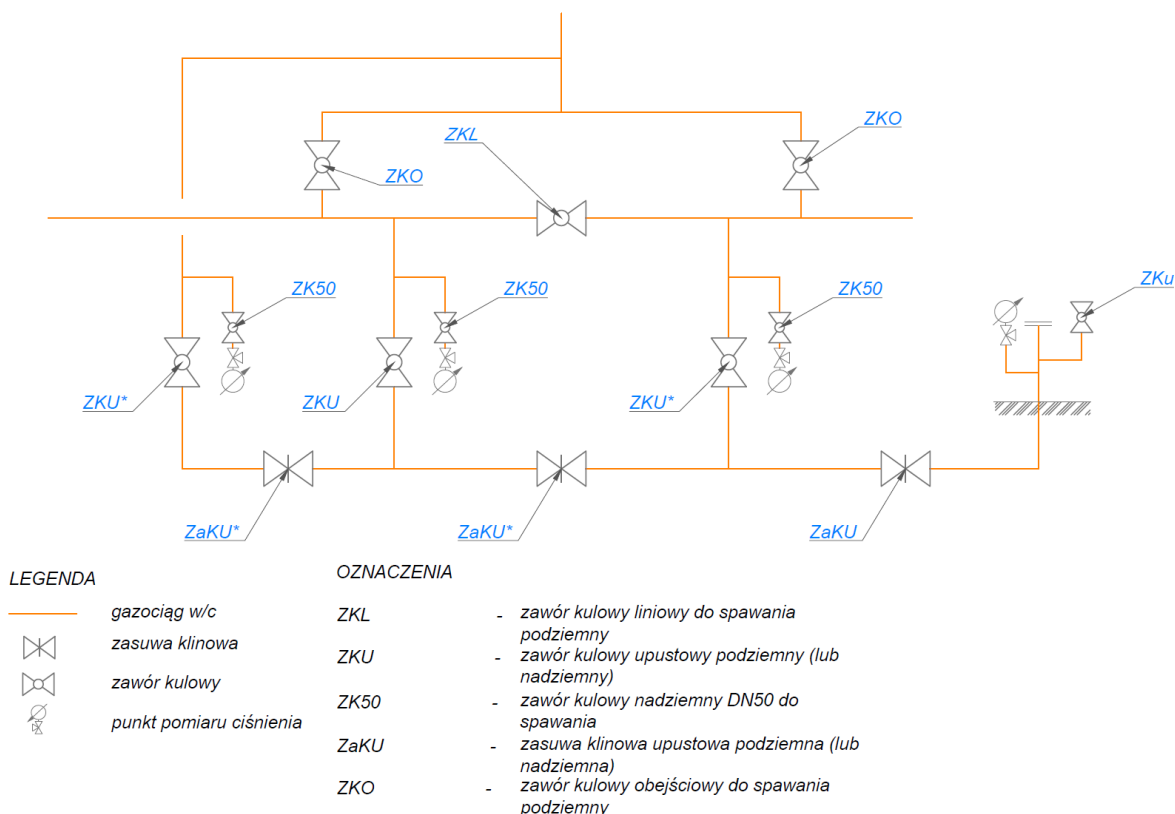 ZKO
ZKL
ZKO
ZK50
ZK50
ZK50
ZKu
ZKU*
ZKU
ZKU*
ZaKU*
ZaKU*
ZaKU
LEGENDA
gazociąg w/c
zasuwa klinowa
zawór kulowy
punkt pomiaru ciśnienia
OZNACZENIA
ZKL - zawór kulowy liniowy do spawania
podziemny
ZKU - zawór kulowy upustowy podziemny (lub
nadziemny)
ZK50 - zawór kulowy nadziemny DN50 do
spawania
ZaKU - zasuwa klinowa upustowa podziemna (lub
nadziemna)
ZKO - zawór kulowy obejściowy do spawania
podziemny